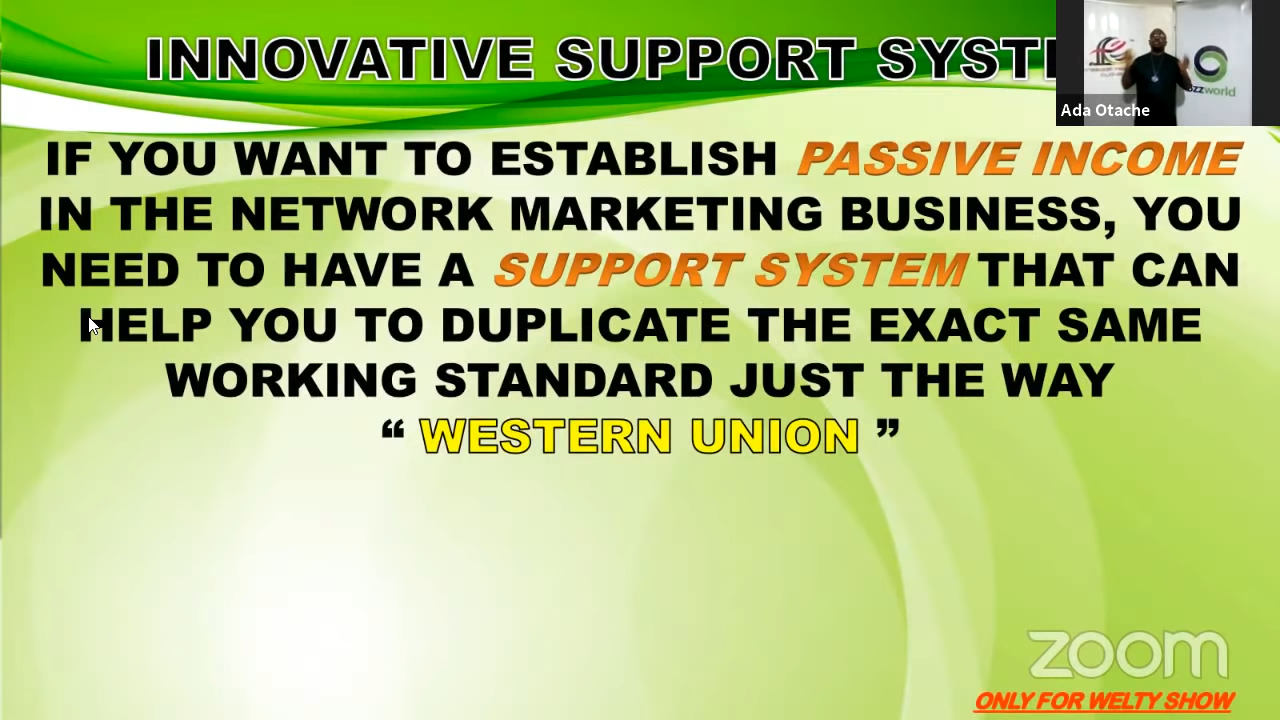 INNOVATIVE SUPPORT SYST
Ada Otache
zzworld
IF YOU WANT TO ESTABLISH PASSIVE INCOME
IN THE NETWORK MARKETING BUSINESS, YOU
NEED TO HAVE A SUPPORT SYSTEM THAT CAN
HELP YOU TO DUPLICATE THE EXACT SAME
WORKING STANDARD JUST THE WAY
“ WESTERN UNION ”
zoom
ONLY FOR WELTY SHOW